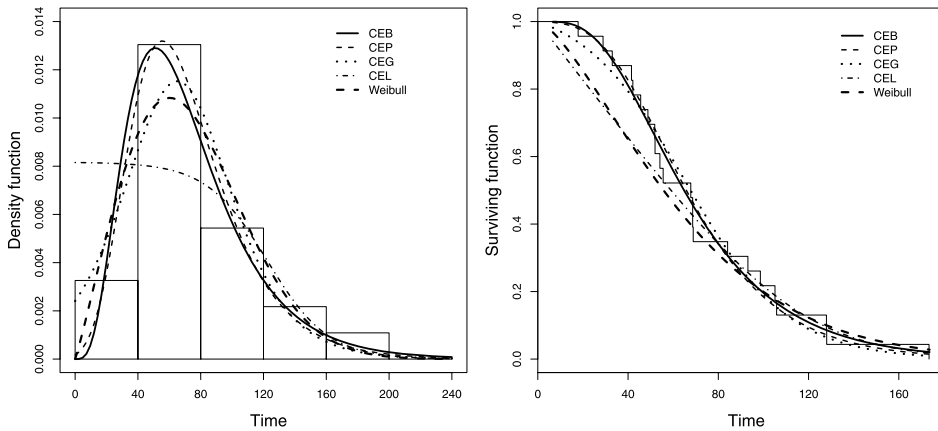 Density function
0.014
0.012
0.010
0.008
0.006
0.004
0.002
0.000
0 40 80 120 160 200 240
Time
CEB
CEP
CEG
CEL
Weibull
Surviving function
1.0
0.8
0.6
0.4
0.2
0.0
0 40 80 120 160
Time
CEB
CEP
CEG
CEL
Weibull